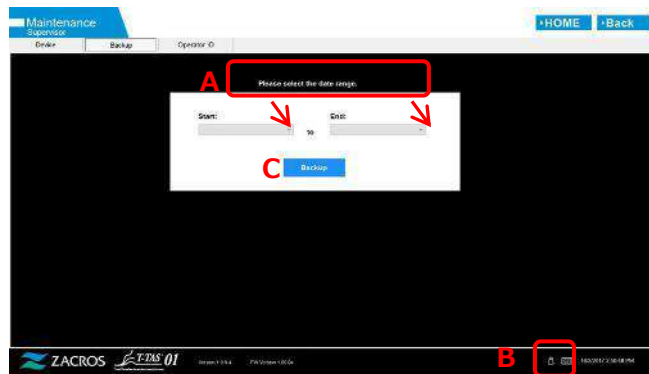 Maintenance
Supervisor
‣HOME ‣Back
Device Backup Operator ID
A
Please select the date range.
Start: End:
to
C Backup
B
ZACROS T-TAS 01